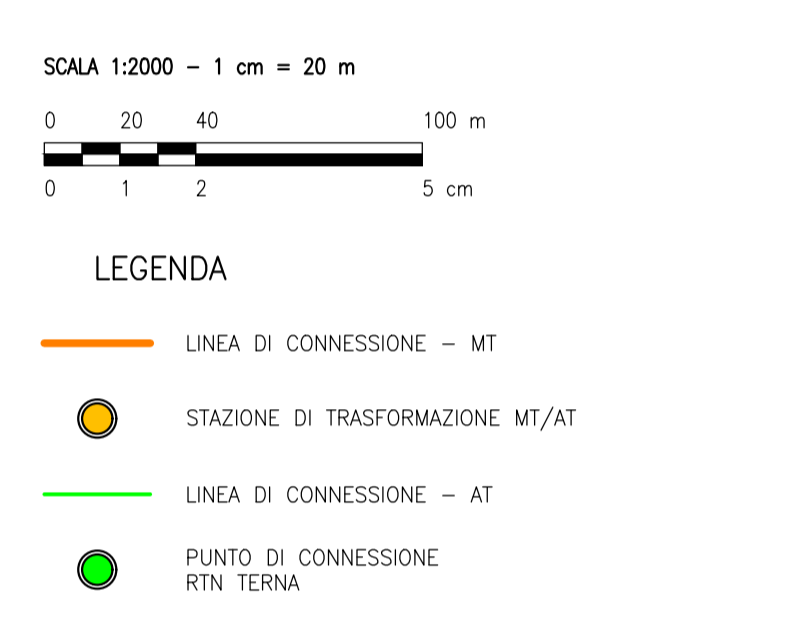 SCALA 1:2000 - 1 cm = 20 m
0 20 40 100 m
0 1 2 5 cm
LEGENDA
LINEA DI CONNESSIONE - MT
STAZIONE DI TRASFORMAZIONE MT/AT
LINEA DI CONNESSIONE - AT
PUNTO DI CONNESSIONE
RTN TERNA